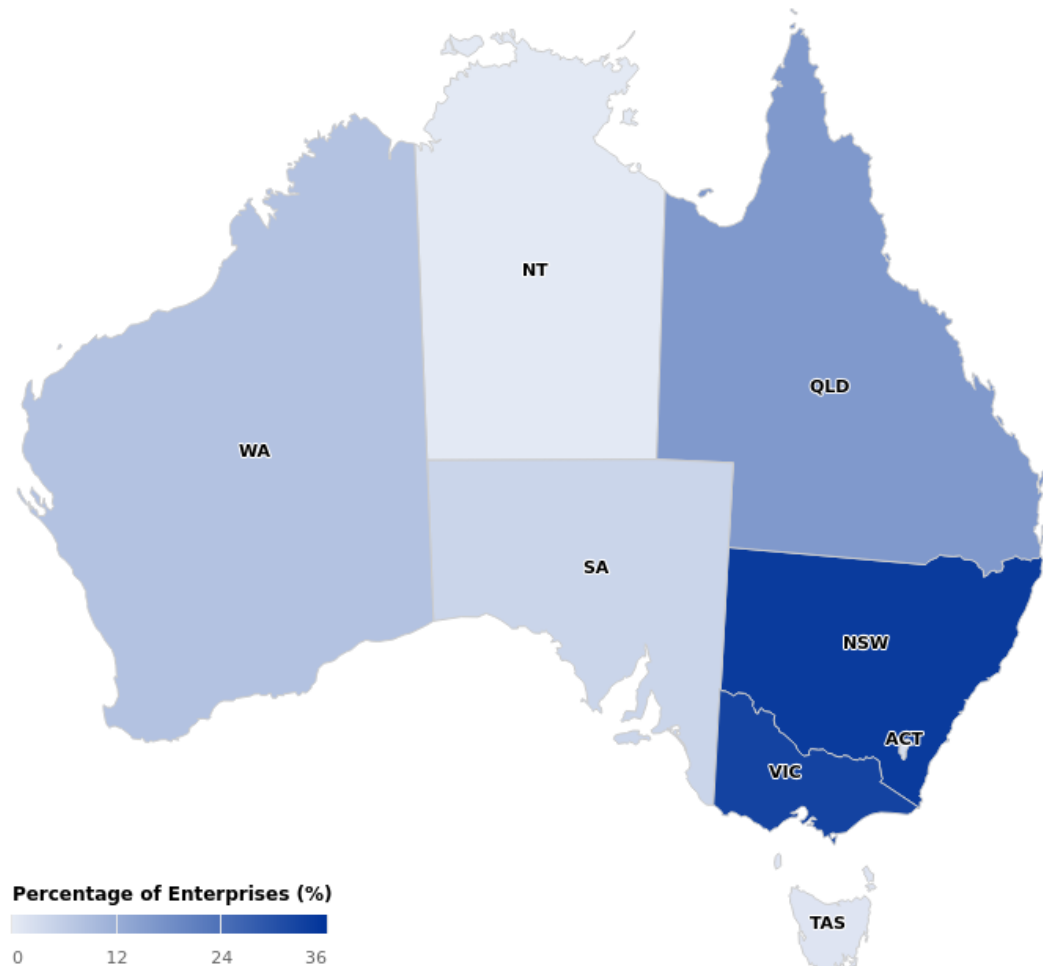 NT
QLD
WA
SA
NSW
ACT
VIC
Percentage of Enterprises (%)
TAS
0 12 24 36